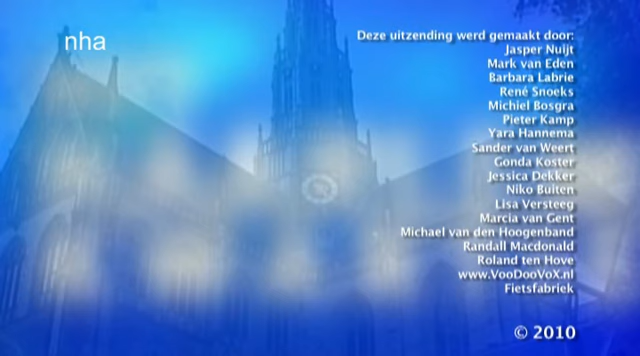 nha
Deze uitzending werd gemaakt door:
Jasper Nuijt
Mark van Eden
Barbara Labrie
René Snoeks
Michiel Bosgra
Pieter Kamp
Yara Hannema
Sander van Weert
Gonda Koster
Jessica Dekker
Niko Buiten
Lisa Versteeg
Marcia van Gent
Michael van den Hoogenband
Randall Macdonald
Roland ten Hove
www.VooDooVoX.nl
Fietsfabriek
© 2010